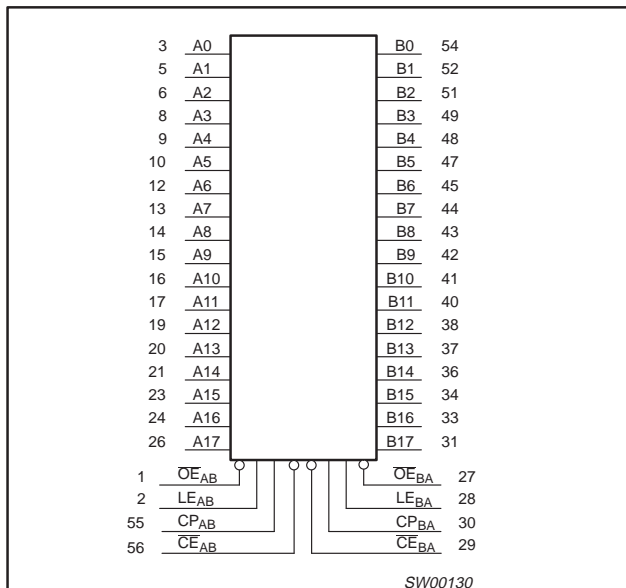 3 A0 B0 54
5 A1 B1 52
6 A2 B2 51
8 A3 B3 49
9 A4 B4 48
10 A5 B5 47
12 A6 B6 45
13 A7 B7 44
14 A8 B8 43
15 A9 B9 42
16 A10 B10 41
17 A11 B11 40
19 A12 B12 38
20 A13 B13 37
21 A14 B14 36
23 A15 B15 34
24 A16 B16 33
26 A17 B17 31
1 O̅E̅AB O̅E̅BA 27
2 LEAB LEBA 28
55 CPAB CPBA 30
56 C̅E̅AB C̅E̅BA 29
SW00130